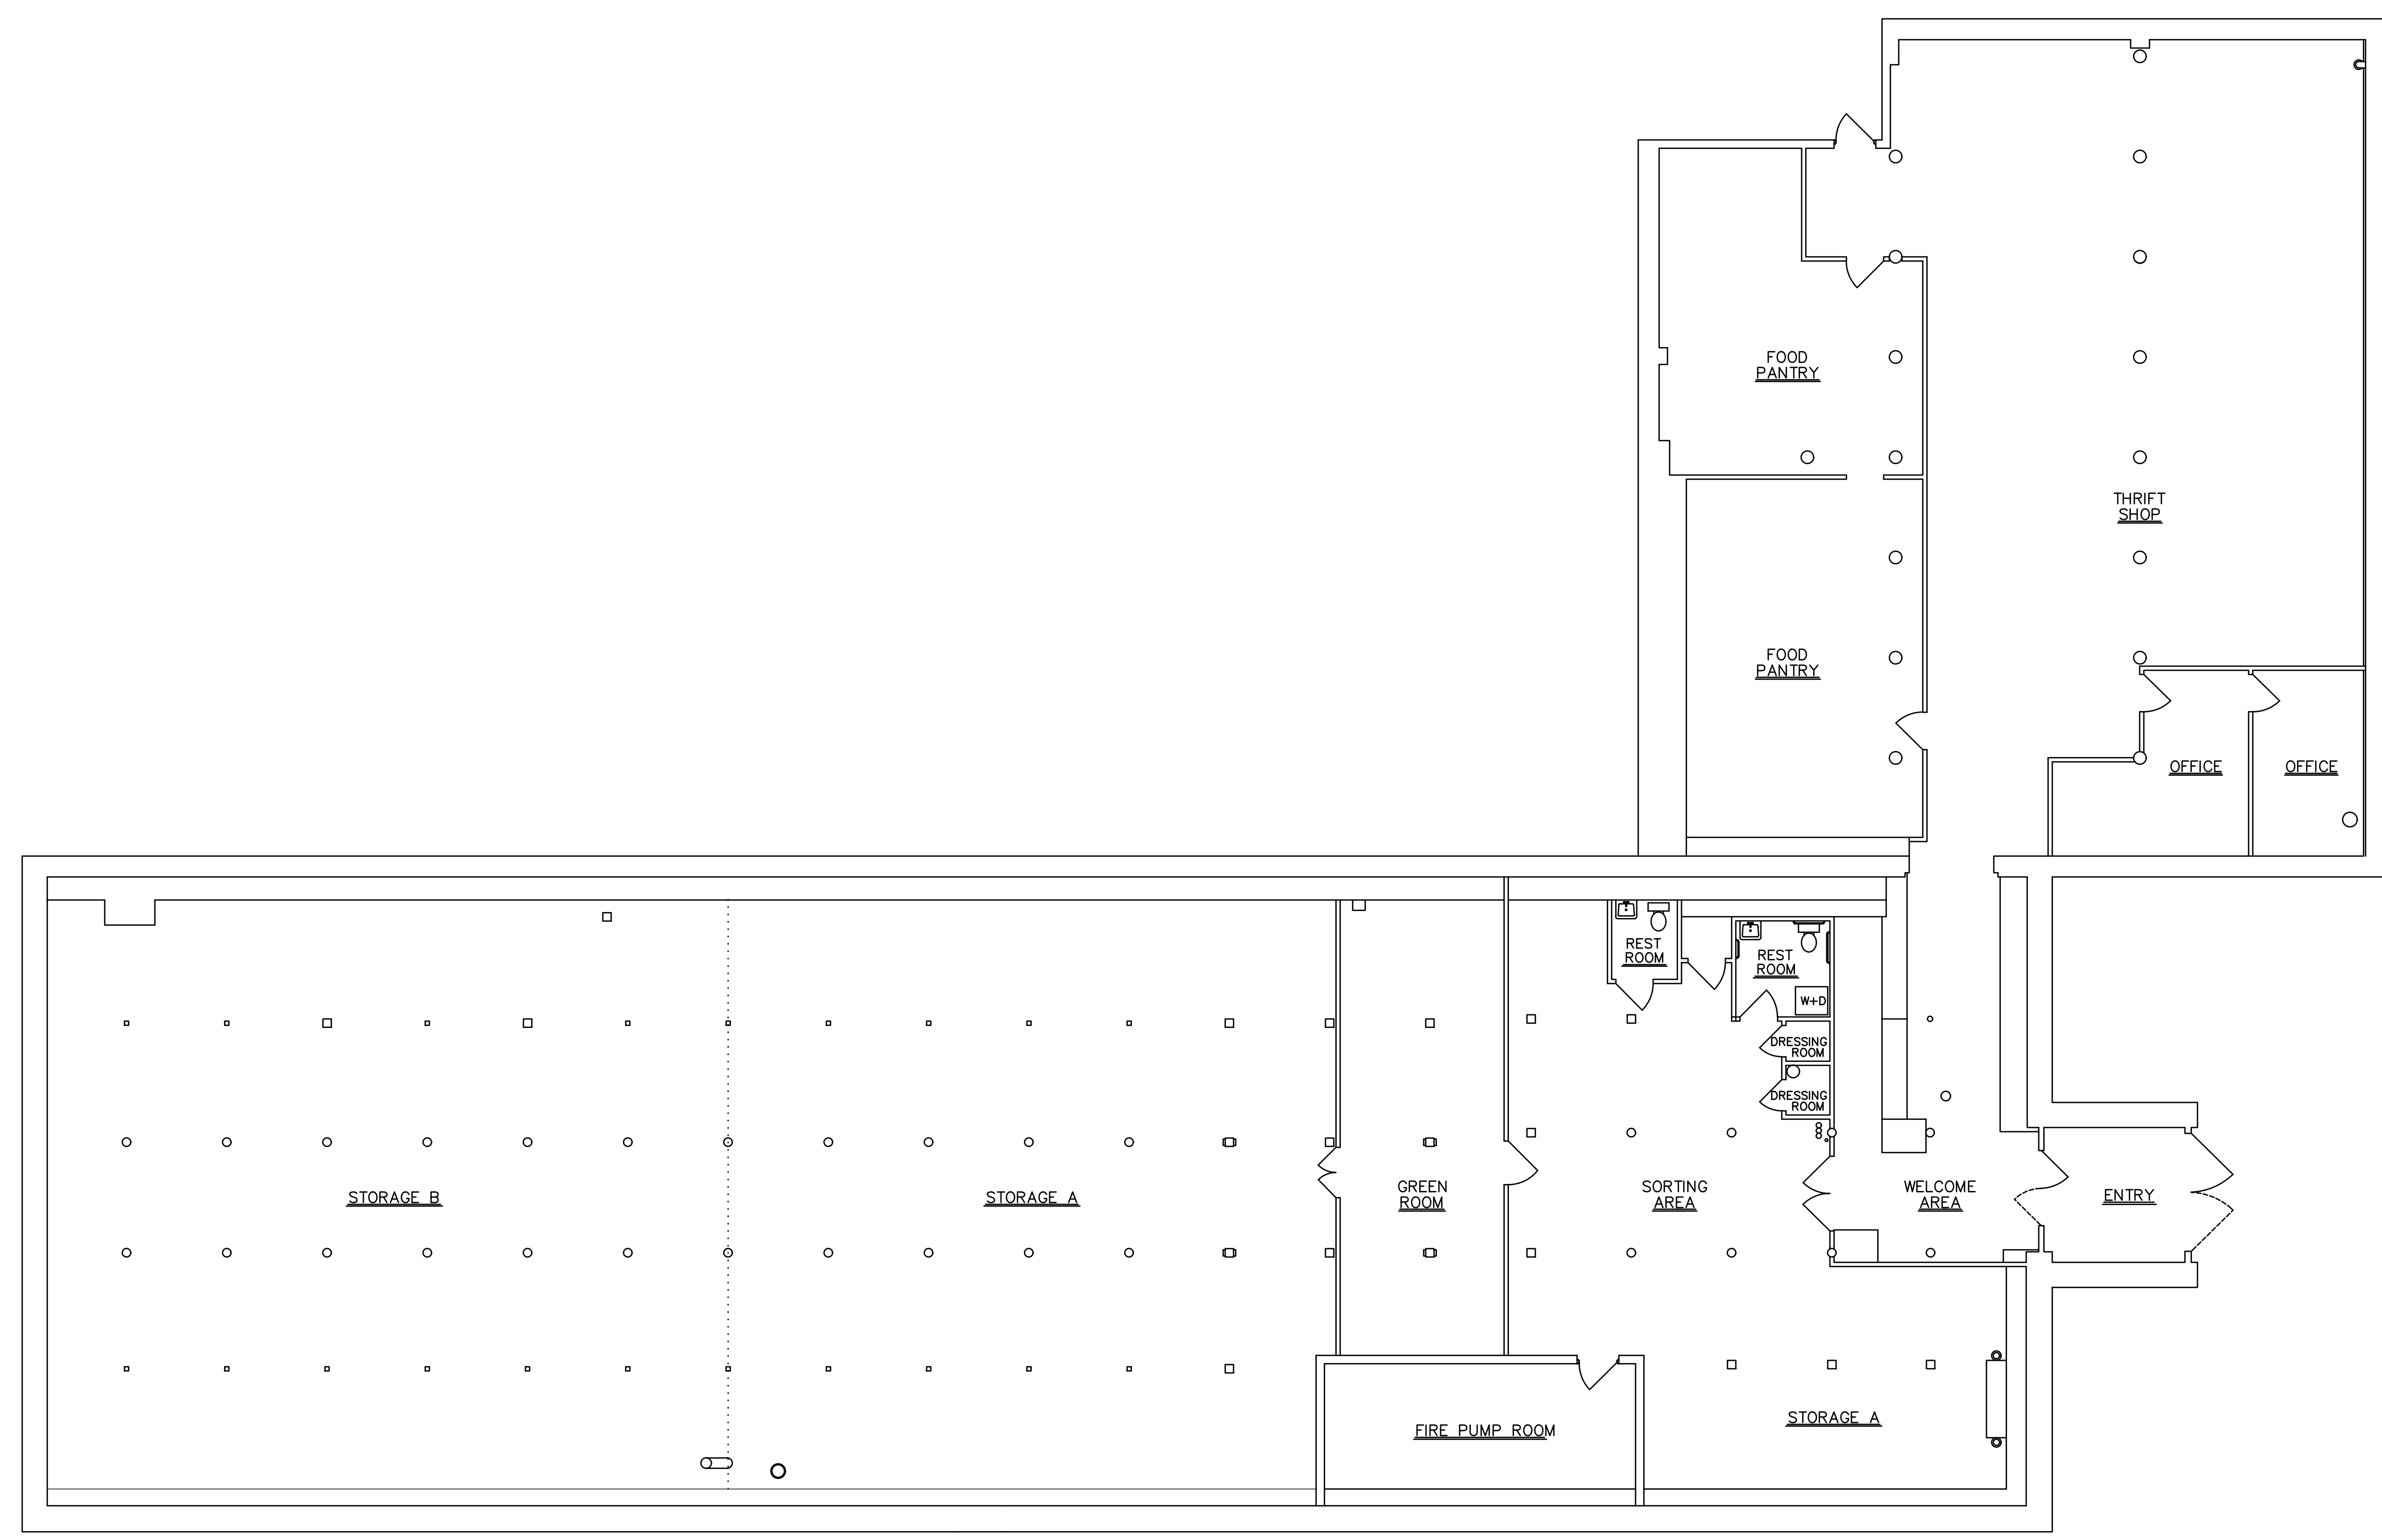 FOOD
PANTRY
THRIFT
SHOP
FOOD
PANTRY
OFFICE
OFFICE
REST
ROOM
REST
ROOM
W+D
DRESSING
ROOM
DRESSING
ROOM
STORAGE B
STORAGE A
GREEN
ROOM
SORTING
AREA
WELCOME
AREA
ENTRY
FIRE PUMP ROOM
STORAGE A